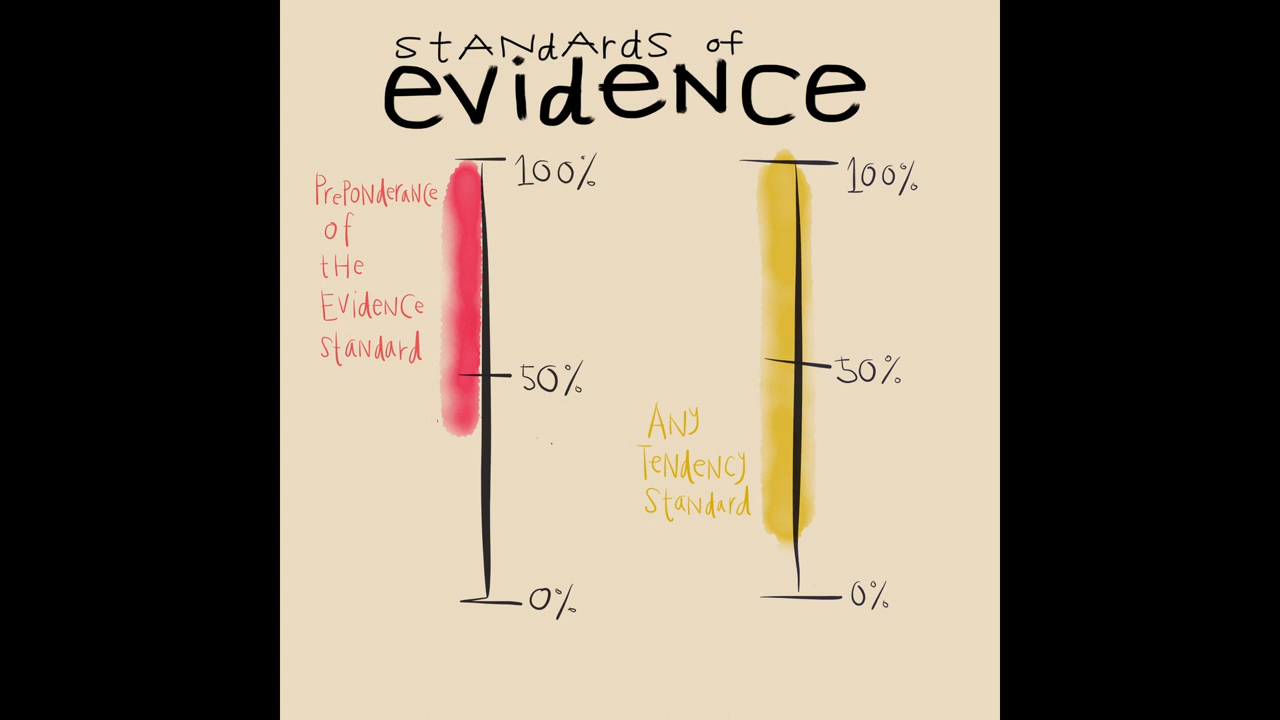 stANdArdS of
evideNce
PrePONderaNce
of
tHe
EvideNCe
StaNdard
100%
50%
0%
ANy
TeNdeNCy
StaNdard
100%
50%
0%